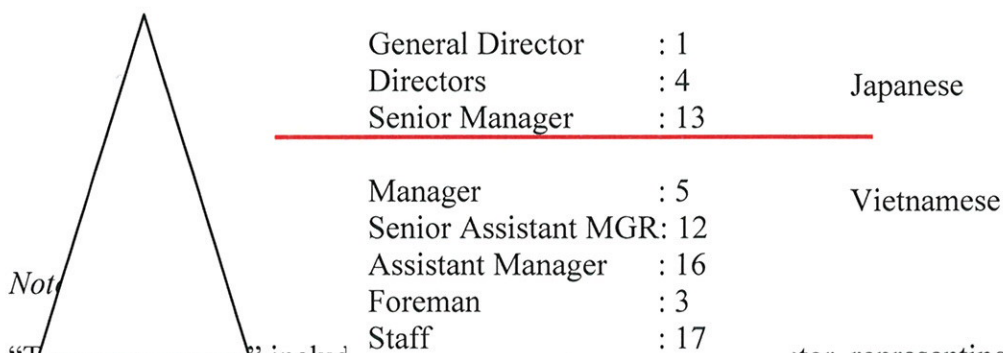 General Director : 1
Directors : 4 Japanese
Senior Manager : 13
Manager : 5 Vietnamese
Senior Assistant MGR: 12
Assistant Manager : 16
Foreman : 3
Staff : 17
representing